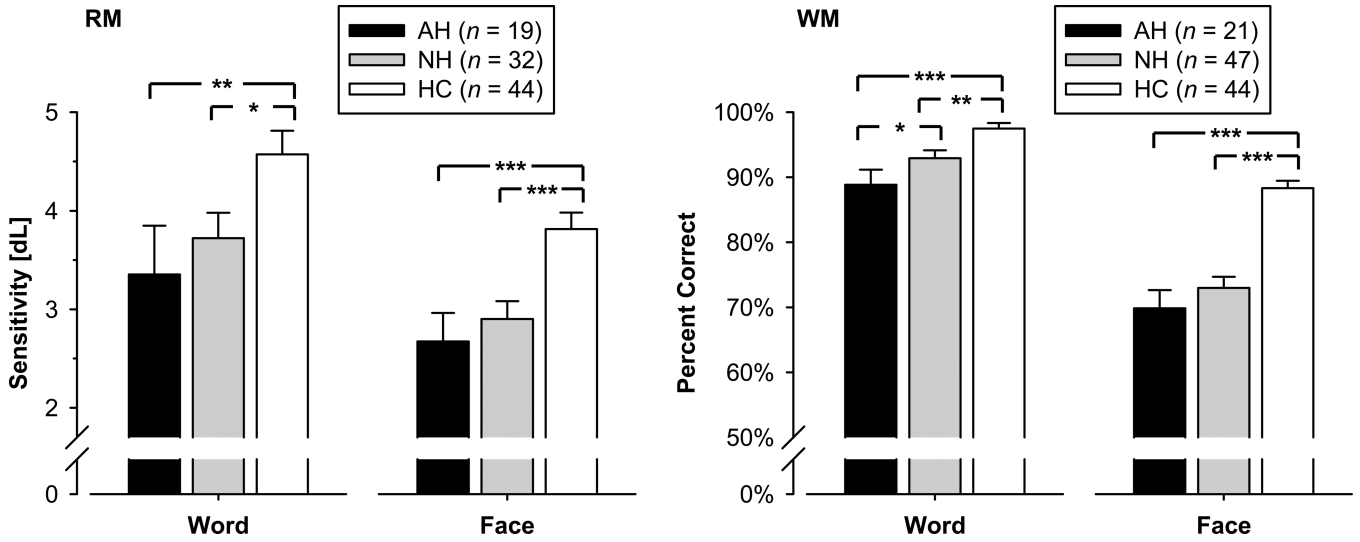 RM
AH (n = 19)
NH (n = 32)
HC (n = 44)
**
*
***
***
Sensitivity [dL]
5
4
3
2
0
Word
Face
WM
AH (n = 21)
NH (n = 47)
HC (n = 44)
***
**
*
***
***
Percent Correct
100%
90%
80%
70%
60%
50%
0%
Word
Face